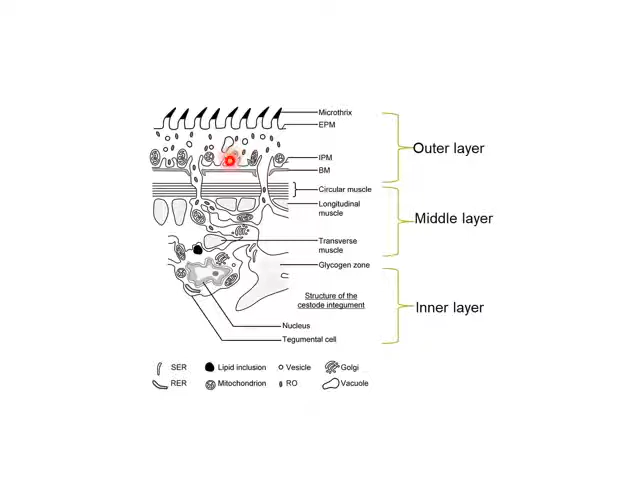 Microthrix
EPM
Outer layer
IPM
BM
Circular muscle
Longitudinal
muscle
Middle layer
Transverse
muscle
Glycogen zone
Structure of the
cestode integument
Inner layer
Nucleus
Tegumental cell
SER Lipid inclusion Vesicle Golgi
RER Mitochondrion RO Vacuole